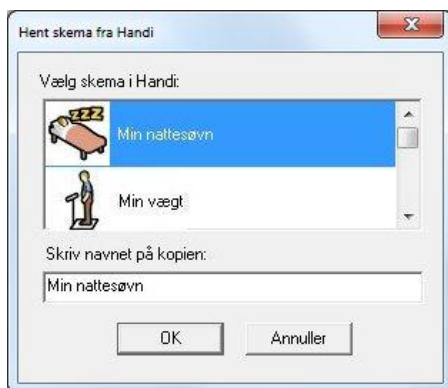 Hent skema fra Handi
Vælg skema i Handi:
ZZZ
Min nattesøvn
Min vægt
Skriv navnet på kopien:
Min nattesøvn
OK
Annuller